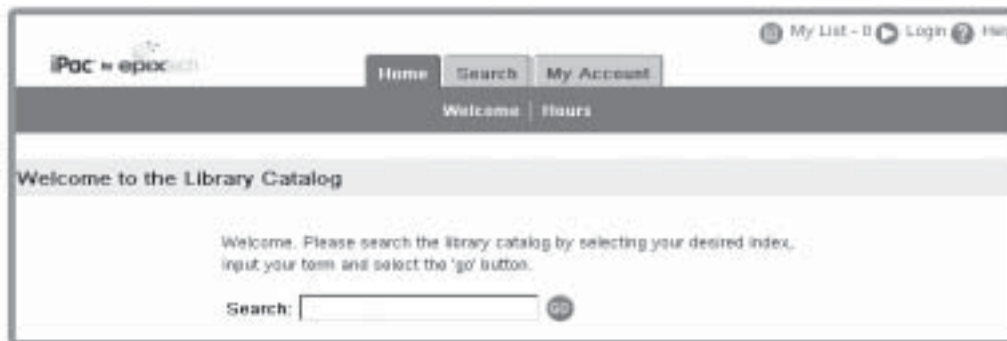 My List - 0 Login Help
iPac by epixtech
Home Search My Account
Welcome | Hours
Welcome to the Library Catalog
Welcome. Please search the library catalog by selecting your desired index,
input your term and select the 'go' button.
Search: GO